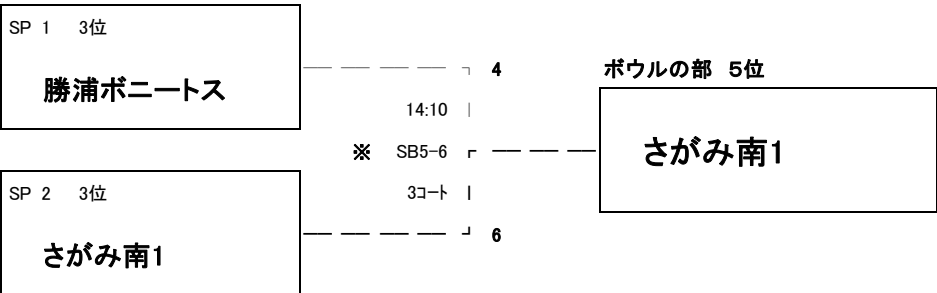 SP 1 3位
勝浦ボニートス
4
ボウルの部 5位
14:10
さがみ南1
※ SB5-6
SP 2 3位
3コート
さがみ南1
6